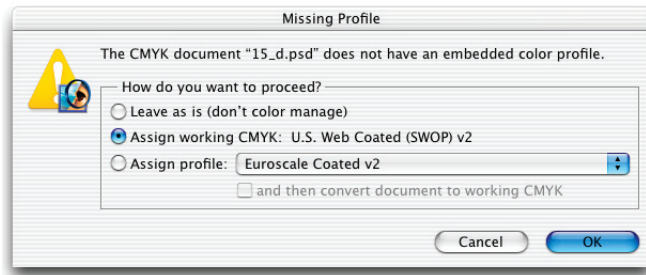 Missing Profile
The CMYK document “15_d.psd” does not have an embedded color profile.
How do you want to proceed?
Leave as is (don’t color manage)
Assign working CMYK: U.S. Web Coated (SWOP) v2
Assign profile: Euroscale Coated v2
and then convert document to working CMYK
Cancel OK